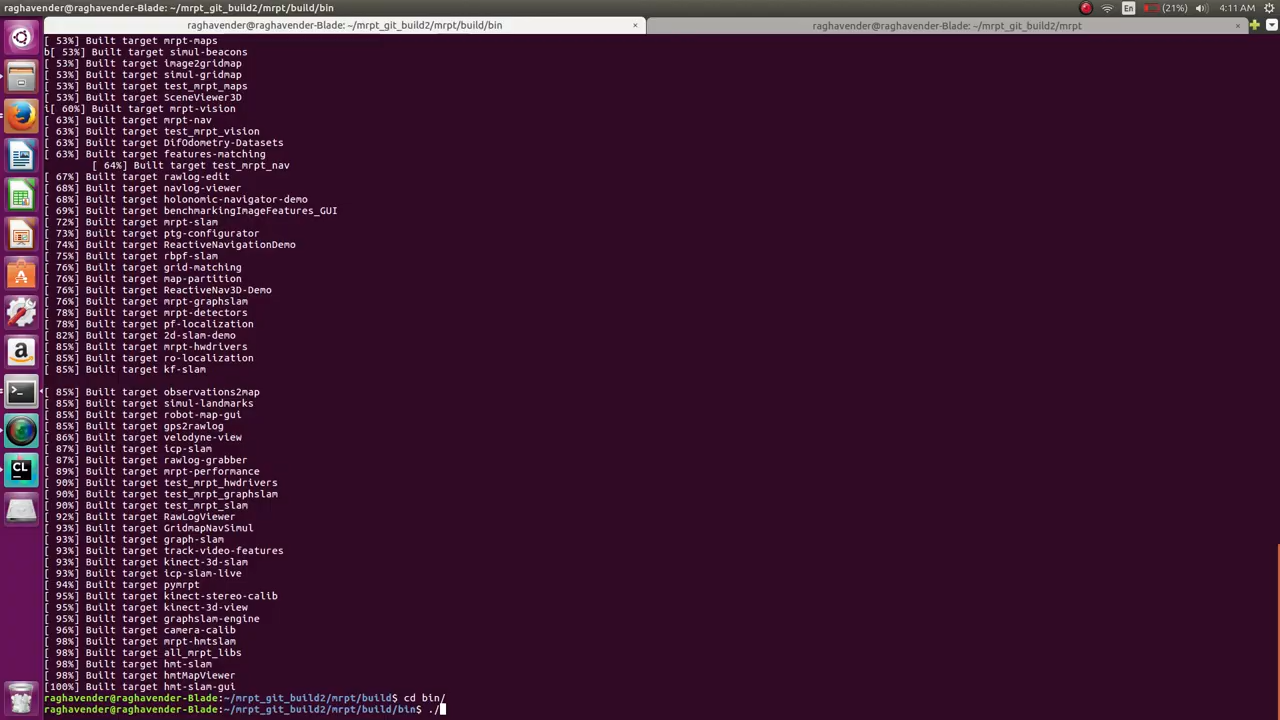 raghavender@raghavender-Blade: ~/mrpt_git_build2/mrpt/build/bin
En (21%) 4:11 AM
raghavender@raghavender-Blade: ~/mrpt_git_build2/mrpt/build/bin × raghavender@raghavender-Blade: ~/mrpt_git_build2/mrpt ×
[ 53%] Built target mrpt-maps
b[ 53%] Built target simul-beacons
[ 53%] Built target image2gridmap
[ 53%] Built target simul-gridmap
[ 53%] Built target test_mrpt_maps
[ 53%] Built target SceneViewer3D
i[ 60%] Built target mrpt-vision
[ 63%] Built target mrpt-nav
[ 63%] Built target test_mrpt_vision
[ 63%] Built target DifOdometry-Datasets
[ 63%] Built target features-matching
[ 64%] Built target test_mrpt_nav
[ 67%] Built target rawlog-edit
[ 68%] Built target navlog-viewer
[ 68%] Built target holonomic-navigator-demo
[ 69%] Built target benchmarkingImageFeatures_GUI
[ 72%] Built target mrpt-slam
[ 73%] Built target ptg-configurator
[ 74%] Built target ReactiveNavigationDemo
[ 75%] Built target rbpf-slam
[ 76%] Built target grid-matching
[ 76%] Built target map-partition
[ 76%] Built target ReactiveNav3D-Demo
[ 76%] Built target mrpt-graphslam
[ 78%] Built target mrpt-detectors
[ 78%] Built target pf-localization
[ 82%] Built target 2d-slam-demo
[ 85%] Built target mrpt-hwdrivers
[ 85%] Built target ro-localization
[ 85%] Built target kf-slam
[ 85%] Built target observations2map
[ 85%] Built target simul-landmarks
[ 85%] Built target robot-map-gui
[ 85%] Built target gps2rawlog
[ 86%] Built target velodyne-view
[ 87%] Built target icp-slam
[ 87%] Built target rawlog-grabber
[ 89%] Built target mrpt-performance
[ 90%] Built target test_mrpt_hwdrivers
[ 90%] Built target test_mrpt_graphslam
[ 90%] Built target test_mrpt_slam
[ 92%] Built target RawLogViewer
[ 93%] Built target GridmapNavSimul
[ 93%] Built target graph-slam
[ 93%] Built target track-video-features
[ 93%] Built target kinect-3d-slam
[ 93%] Built target icp-slam-live
[ 94%] Built target pymrpt
[ 95%] Built target kinect-stereo-calib
[ 95%] Built target kinect-3d-view
[ 95%] Built target graphslam-engine
[ 96%] Built target camera-calib
[ 98%] Built target mrpt-hmtslam
[ 98%] Built target all_mrpt_libs
[ 98%] Built target hmt-slam
[ 98%] Built target hmtMapViewer
[100%] Built target hmt-slam-gui
raghavender@raghavender-Blade:~/mrpt_git_build2/mrpt/build$ cd bin/
raghavender@raghavender-Blade:~/mrpt_git_build2/mrpt/build/bin$ ./
CL